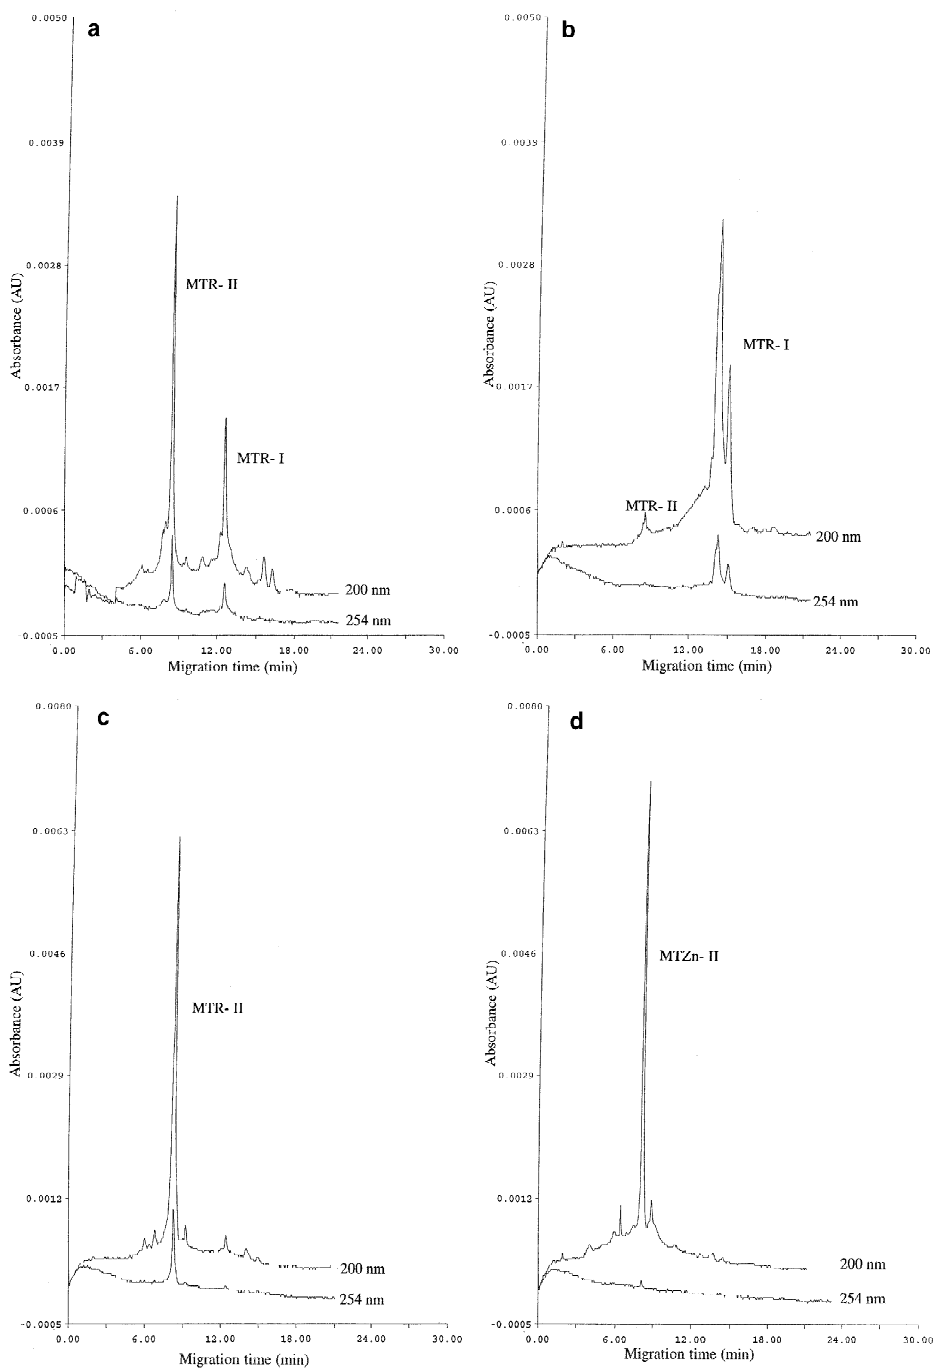 a
0.0050
0.0039
0.0028
0.0017
0.0006
-0.0005
Absorbance (AU)
MTR- II
MTR- I
200 nm
254 nm
0.00 6.00 12.00 18.00 24.00 30.00
Migration time (min)
b
0.0050
0.0039
0.0028
0.0017
0.0006
-0.0005
Absorbance (AU)
MTR- I
MTR- II
200 nm
254 nm
0.00 6.00 12.00 18.00 24.00 30.00
Migration time (min)
c
0.0080
0.0063
0.0046
0.0029
0.0012
-0.0005
Absorbance (AU)
MTR- II
200 nm
254 nm
0.00 6.00 12.00 18.00 24.00 30.00
Migration time (min)
d
0.0080
0.0063
0.0046
0.0029
0.0012
-0.0005
Absorbance (AU)
MTZn- II
200 nm
254 nm
0.00 6.00 12.00 18.00 24.00 30.00
Migration time (min)